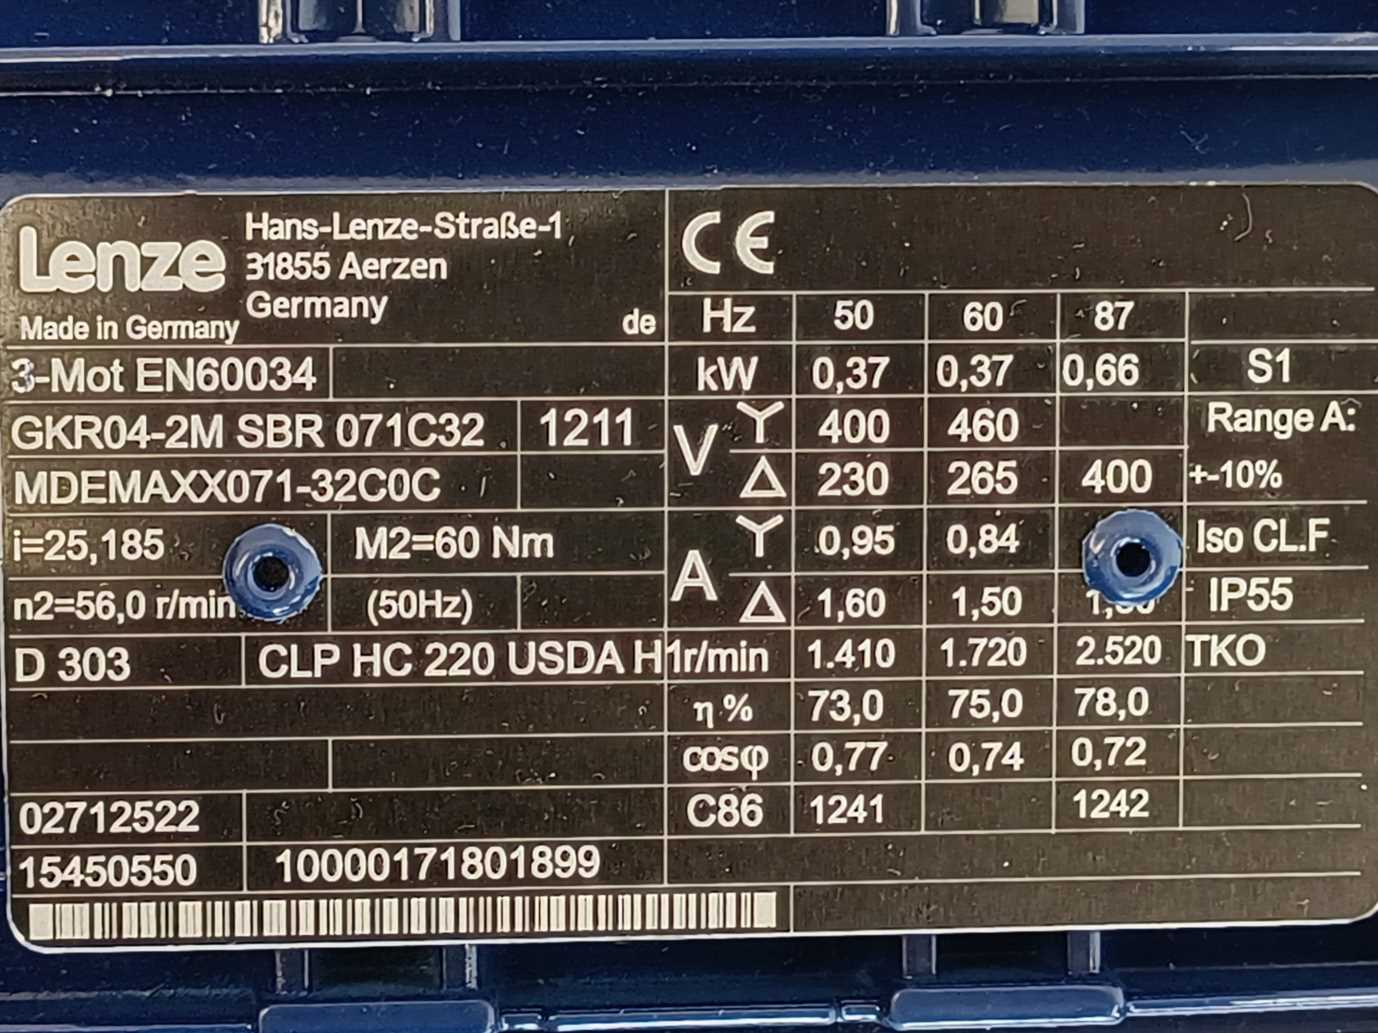 Lenze
Hans-Lenze-Straße-1
31855 Aerzen
Germany
Made in Germany
de
3-Mot EN60034
GKR04-2M SBR 071C32 1211
MDEMAXX071-32C0C
i=25,185 M2=60 Nm
n2=56,0 r/min (50Hz)
D 303 CLP HC 220 USDA H1
02712522
15450550 10000171801899
CE
Hz 50 60 87
kW 0,37 0,37 0,66 S1
V Y 400 460 Range A:
Δ 230 265 400 +-10%
A Y 0,95 0,84 Iso CL.F
Δ 1,60 1,50 IP55
r/min 1.410 1.720 2.520 TKO
η % 73,0 75,0 78,0
cosφ 0,77 0,74 0,72
C86 1241 1242